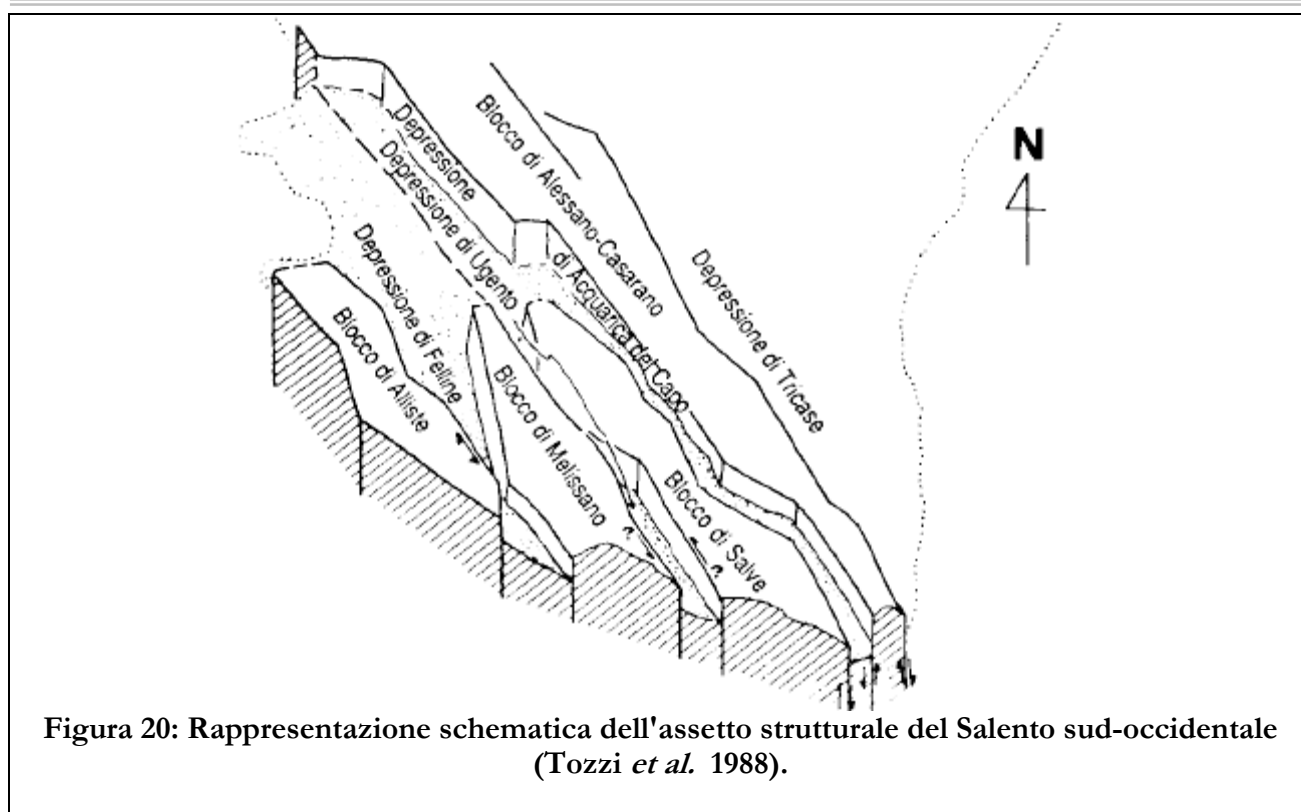 N
Depressione
di Acquarica del Capo
Depressione di Ugento
Blocco di Alessano-Casarano
Depressione di Tricase
Depressione di Felline
Blocco di Alliste
Blocco di Melissano
Blocco di Salve
Figura 20: Rappresentazione schematica dell'assetto strutturale del Salento sud-occidentale
(Tozzi et al. 1988).